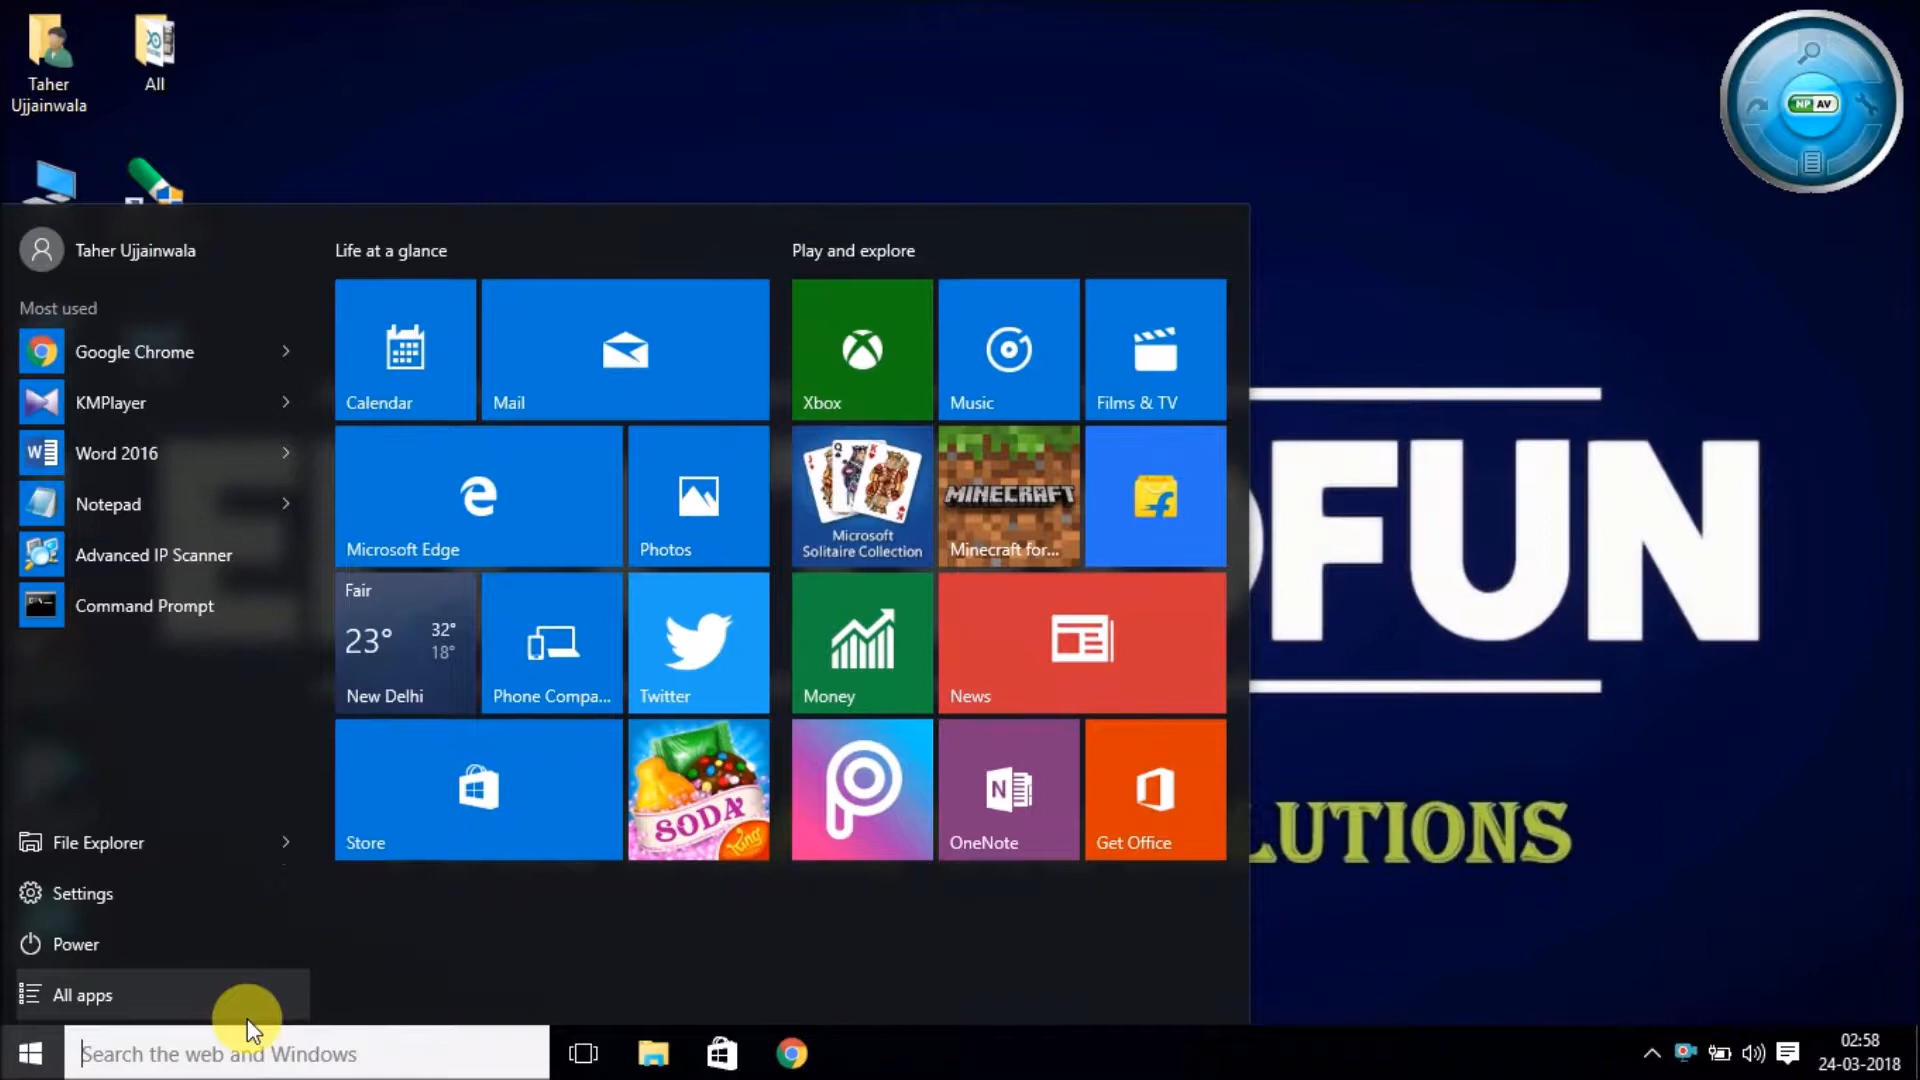 Taher
Ujjainwala
All
NP AV
Taher Ujjainwala
Most used
Google Chrome
KMPlayer
Word 2016
Notepad
Advanced IP Scanner
Command Prompt
File Explorer
Settings
Power
All apps
Life at a glance
Calendar
Mail
Microsoft Edge
Photos
Fair
23°
32°
18°
New Delhi
Phone Compa...
Twitter
Store
SODA
King
Play and explore
Xbox
Music
Films & TV
Microsoft
Solitaire Collection
MINECRAFT
Minecraft for...
Money
News
OneNote
Get Office
FUN
LUTIONS
Search the web and Windows
02:58
24-03-2018